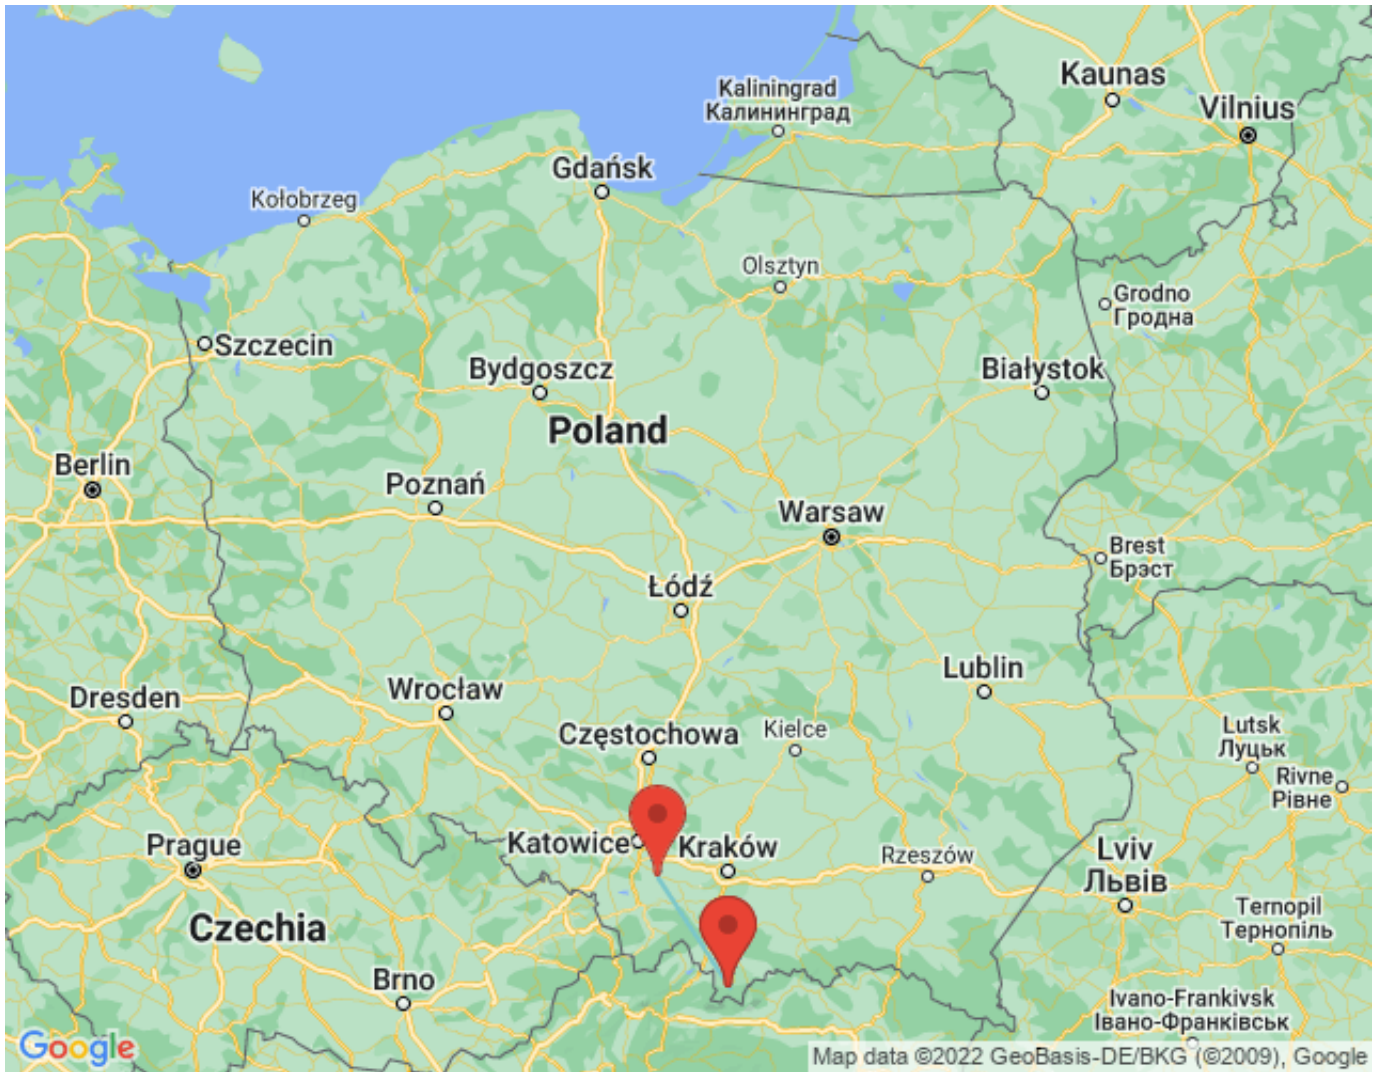 Kaunas
Kaliningrad
Калининград
Vilnius
Gdańsk
Kołobrzeg
Olsztyn
Grodno
Гродна
Szczecin
Bydgoszcz
Białystok
Poland
Berlin
Poznań
Warsaw
Brest
Брэст
Łódź
Lublin
Dresden
Wrocław
Częstochowa
Kielce
Lutsk
Луцьк
Rivne
Рівне
Prague
Katowice
Kraków
Rzeszów
Lviv
Львів
Czechia
Ternopil
Тернопіль
Brno
Ivano-Frankivsk
Івано-Франківськ
Google
Map data ©2022 GeoBasis-DE/BKG (©2009), Google